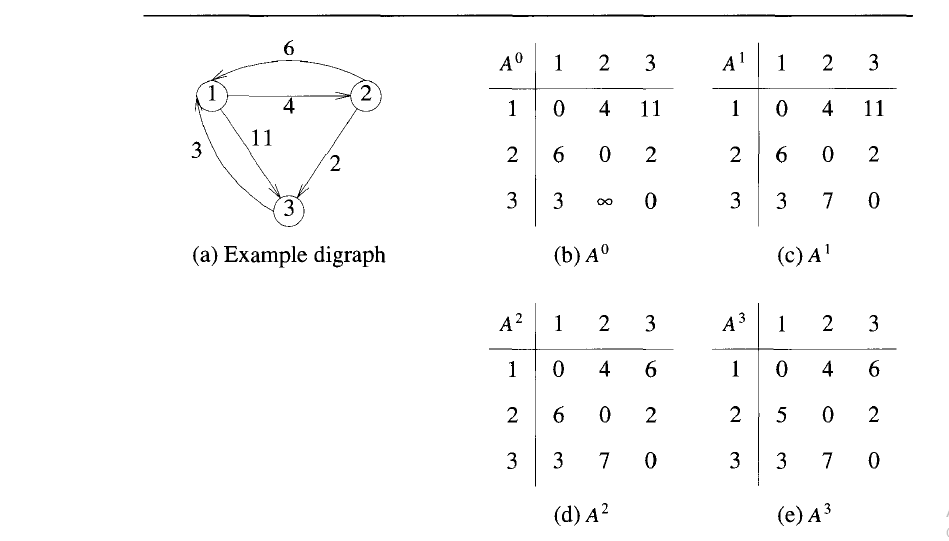 6
1 2
4
11
3 2
3
(a) Example digraph
A⁰ 1 2 3
1 0 4 11
2 6 0 2
3 3 ∞ 0
(b) A⁰
A¹ 1 2 3
1 0 4 11
2 6 0 2
3 3 7 0
(c) A¹
A² 1 2 3
1 0 4 6
2 6 0 2
3 3 7 0
(d) A²
A³ 1 2 3
1 0 4 6
2 5 0 2
3 3 7 0
(e) A³